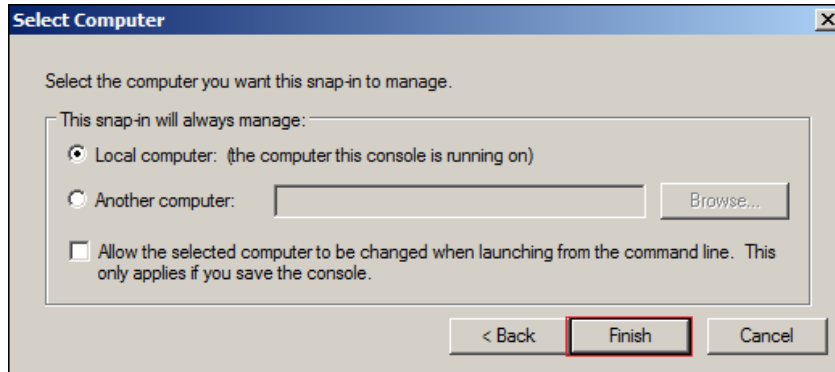 Select Computer
Select the computer you want this snap-in to manage.
This snap-in will always manage:
Local computer: (the computer this console is running on)
Another computer:
Browse...
Allow the selected computer to be changed when launching from the command line. This
only applies if you save the console.
< Back
Finish
Cancel